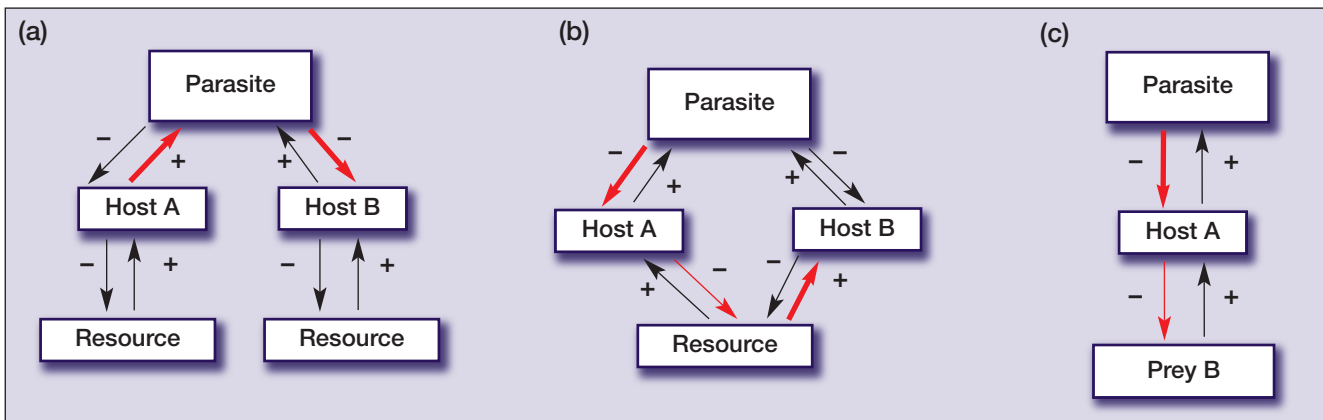 (a)
Parasite
–
+
+
–
Host A
Host B
–
+
–
+
Resource
Resource
(b)
Parasite
–
+
+
–
Host A
Host B
+
–
–
+
Resource
(c)
Parasite
–
+
Host A
–
+
Prey B